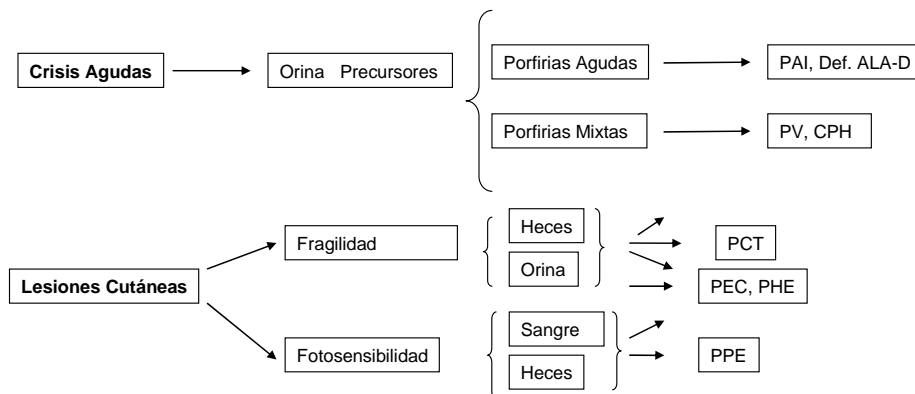 Crisis Agudas
Orina Precursores
Porfirias Agudas
PAI, Def. ALA-D
Porfirias Mixtas
PV, CPH
Lesiones Cutáneas
Fragilidad
Heces
Orina
PCT
PEC, PHE
Fotosensibilidad
Sangre
Heces
PPE